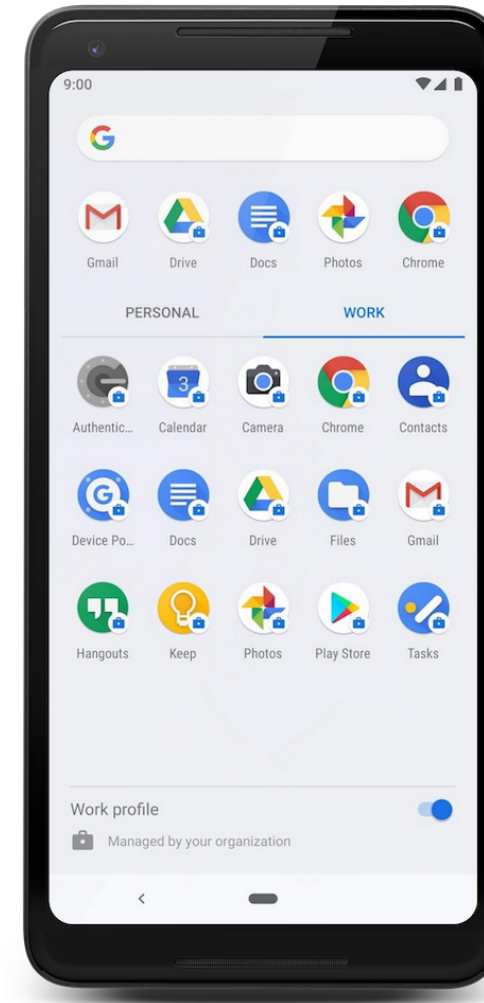 9:00
Gmail Drive Docs Photos Chrome
PERSONAL WORK
Authentic... Calendar Camera Chrome Contacts
Device Po... Docs Drive Files Gmail
Hangouts Keep Photos Play Store Tasks
Work profile
Managed by your organization